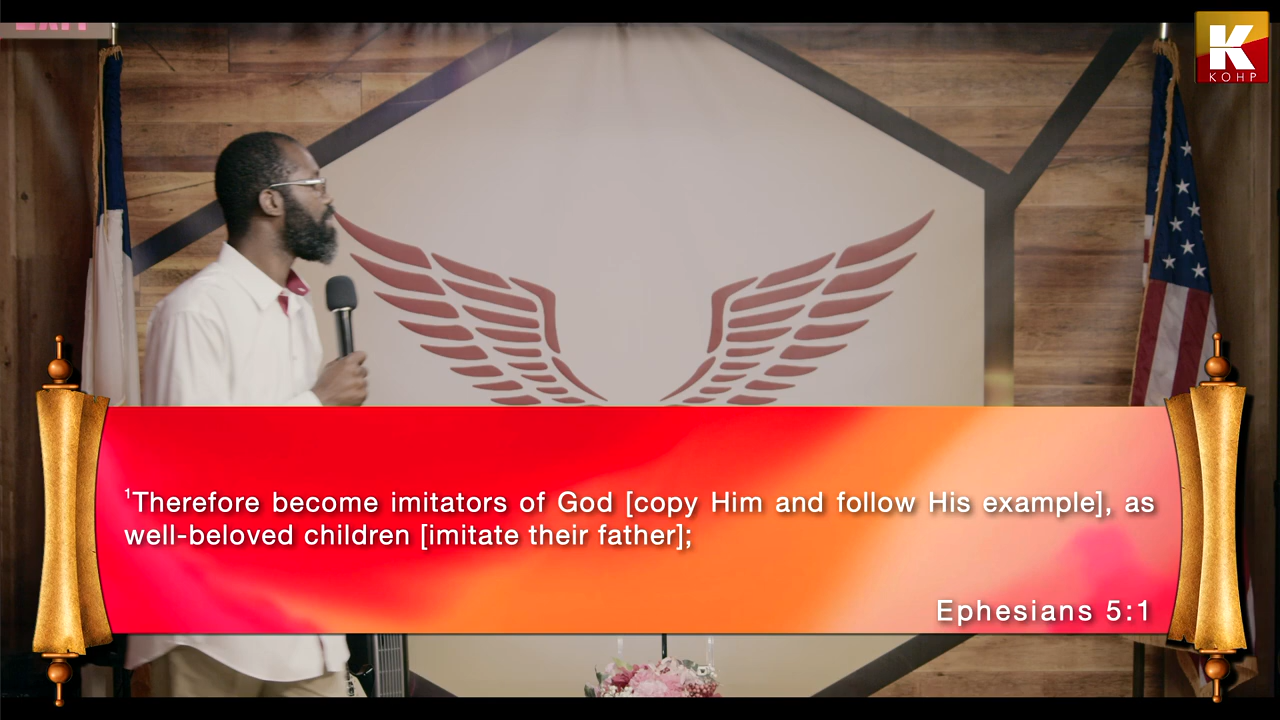 EXIT
K
KOHP
¹Therefore become imitators of God [copy Him and follow His example], as
well-beloved children [imitate their father];
Ephesians 5:1